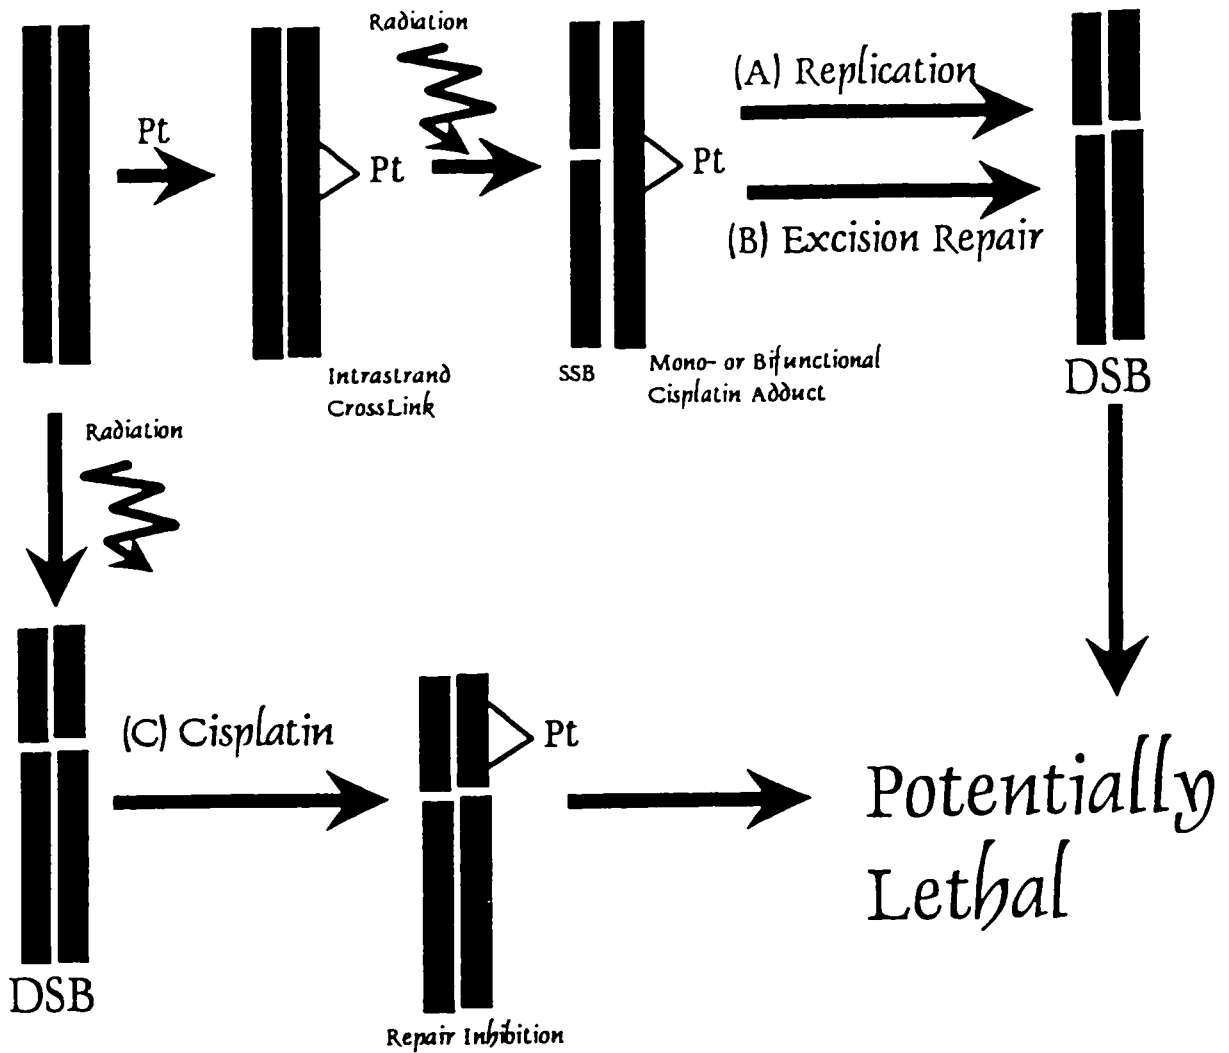 Radiation
(A) Replication
Pt
Pt
Pt
(B) Excision Repair
Intrastrand
CrossLink
SSB
Mono- or Bifunctional
Cisplatin Adduct
DSB
Radiation
(C) Cisplatin
Pt
Potentially
Lethal
DSB
Repair Inhibition